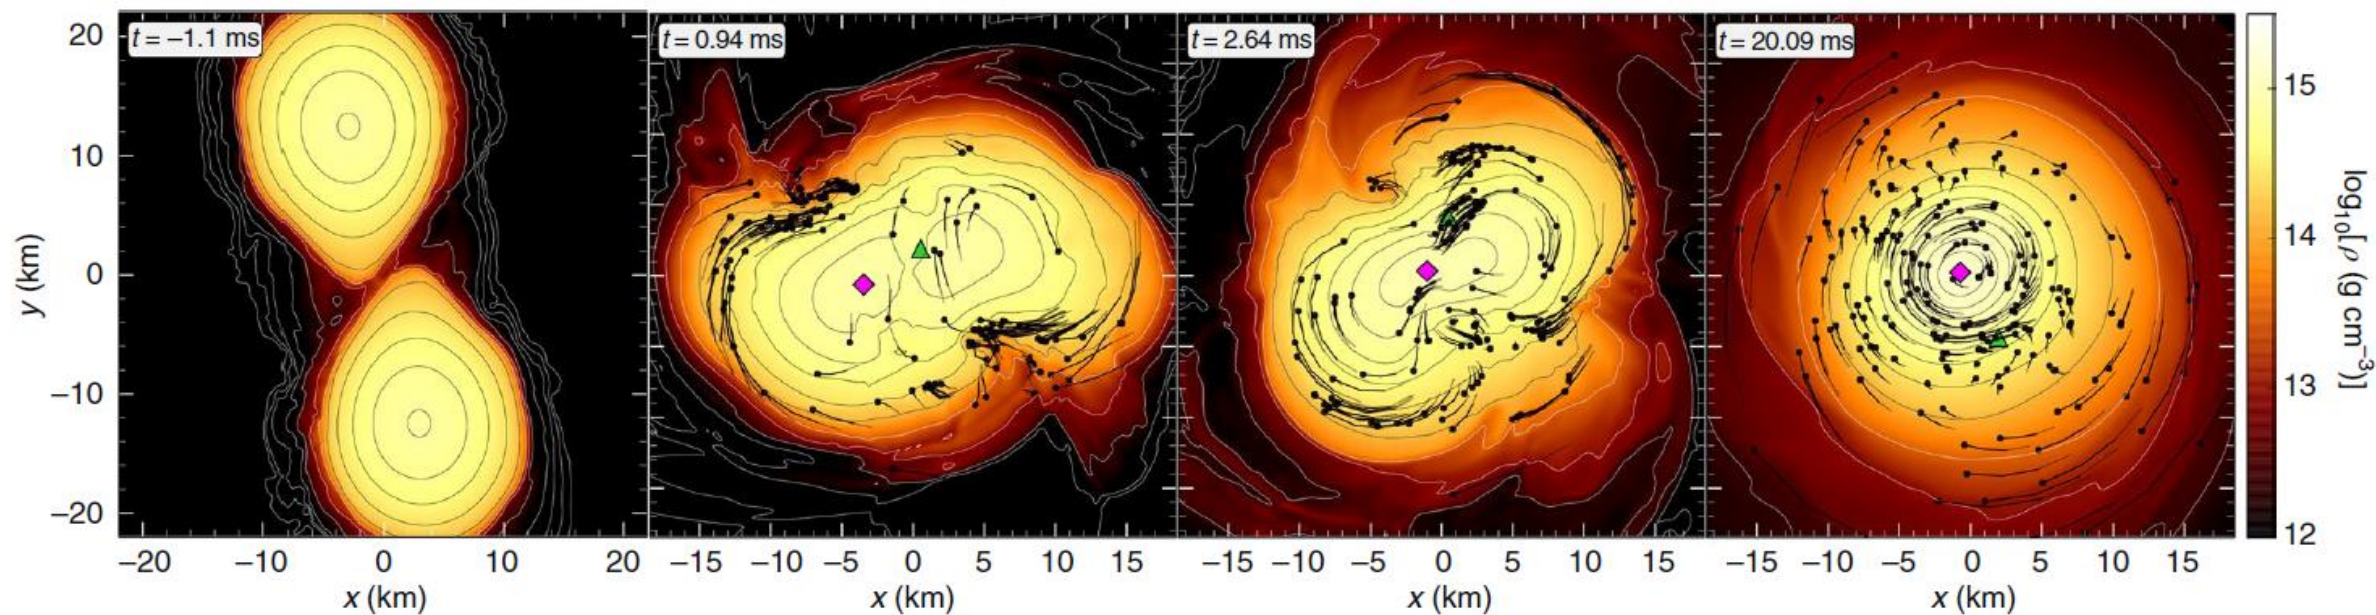 t = −1.1 ms
t = 0.94 ms
t = 2.64 ms
t = 20.09 ms
20
10
0
−10
−20
y (km)
−20 −10 0 10 20
−15 −10 −5 0 5 10 15
−15 −10 −5 0 5 10 15
−15 −10 −5 0 5 10 15
x (km)
x (km)
x (km)
x (km)
15
14
13
12
log₁₀[ρ (g cm⁻³)]